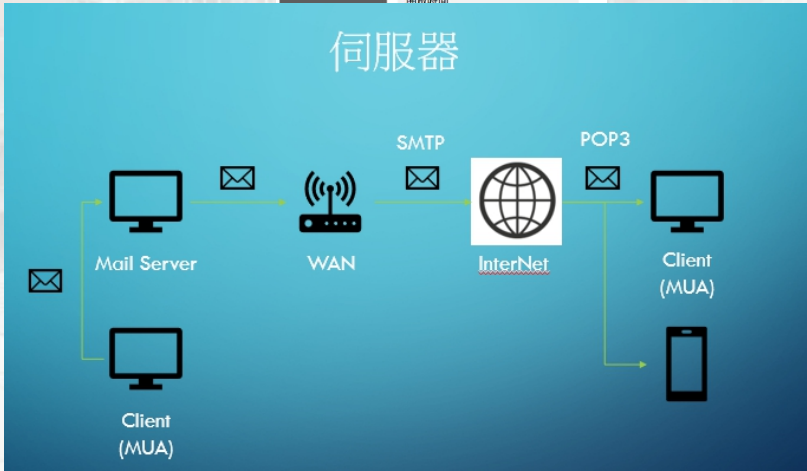 伺服器
SMTP
POP3
Mail Server
WAN
InterNet
Client
(MUA)
Client
(MUA)